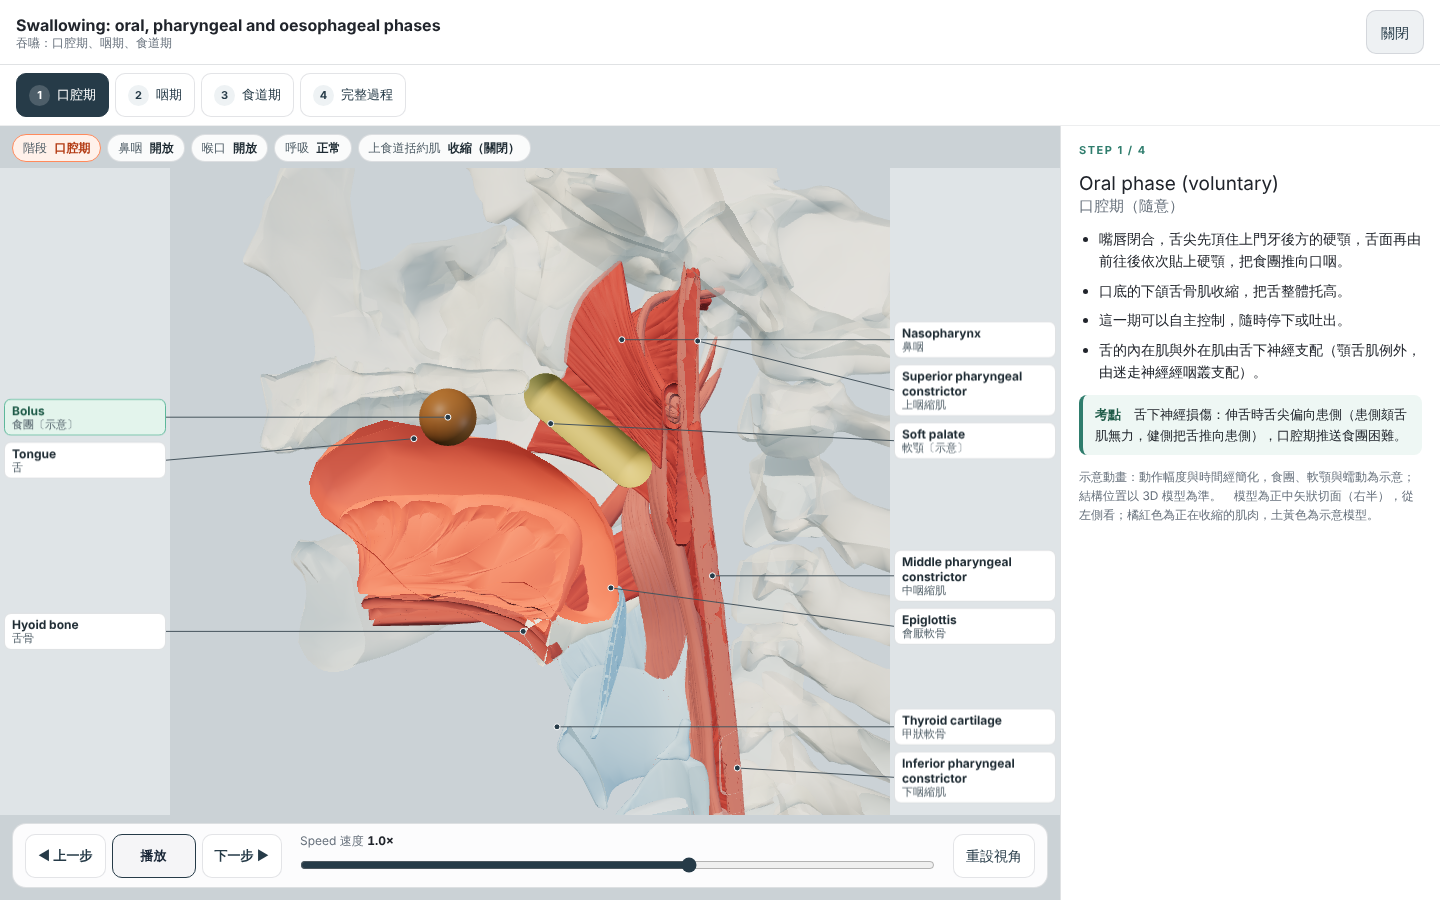 Swallowing: oral, pharyngeal and oesophageal phases
吞嚥：口腔期、咽期、食道期
關閉
1 口腔期
2 咽期
3 食道期
4 完整過程
階段 口腔期
鼻咽 開放
喉口 開放
呼吸 正常
上食道括約肌 收縮（關閉）
Bolus
食團〔示意〕
Tongue
舌
Hyoid bone
舌骨
Nasopharynx
鼻咽
Superior pharyngeal
constrictor
上咽縮肌
Soft palate
軟顎〔示意〕
Middle pharyngeal
constrictor
中咽縮肌
Epiglottis
會厭軟骨
Thyroid cartilage
甲狀軟骨
Inferior pharyngeal
constrictor
下咽縮肌
◀ 上一步
播放
下一步 ▶
Speed 速度 1.0×
重設視角
STEP 1 / 4
Oral phase (voluntary)
口腔期（隨意）
嘴唇閉合，舌尖先頂住上門牙後方的硬顎，舌面再由
前往後依次貼上硬顎，把食團推向口咽。
口底的下頜舌骨肌收縮，把舌整體托高。
這一期可以自主控制，隨時停下或吐出。
舌的內在肌與外在肌由舌下神經支配（顎舌肌例外，
由迷走神經經咽叢支配）。
考點 舌下神經損傷：伸舌時舌尖偏向患側（患側頦舌
肌無力，健側把舌推向患側），口腔期推送食團困難。
示意動畫：動作幅度與時間經簡化，食團、軟顎與蠕動為示意；
結構位置以 3D 模型為準。 模型為正中矢狀切面（右半），從
左側看；橘紅色為正在收縮的肌肉，土黃色為示意模型。